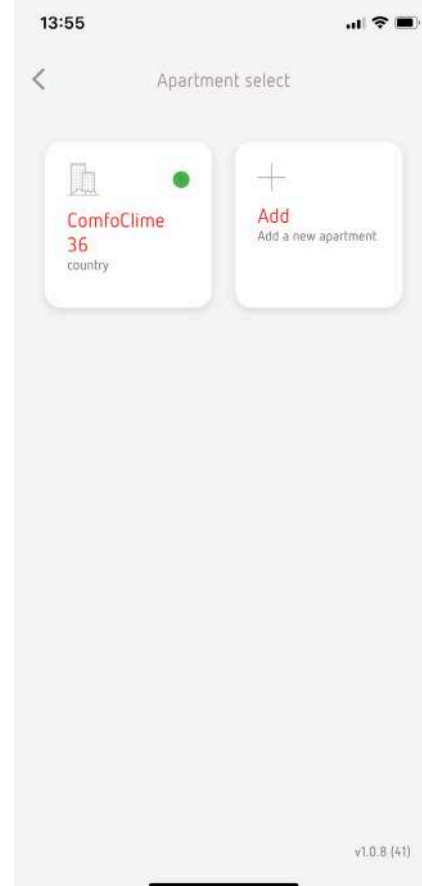 13:55
Apartment select
ComfoClime
36
country
Add
Add a new apartment
v1.0.8 (41)